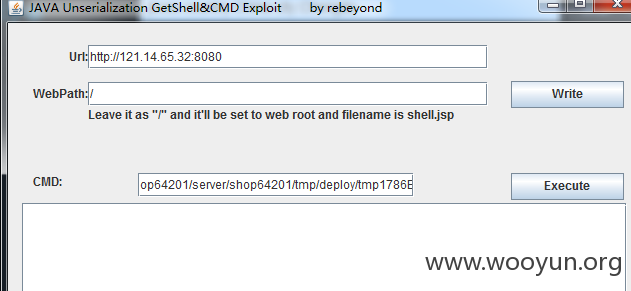 JAVA Unserialization GetShell&CMD Exploit by rebeyond
Url: http://121.14.65.32:8080
WebPath: / Write
Leave it as "/" and it'll be set to web root and filename is shell.jsp
CMD: op64201/server/shop64201/tmp/deploy/tmp1786E Execute
www.wooyun.org